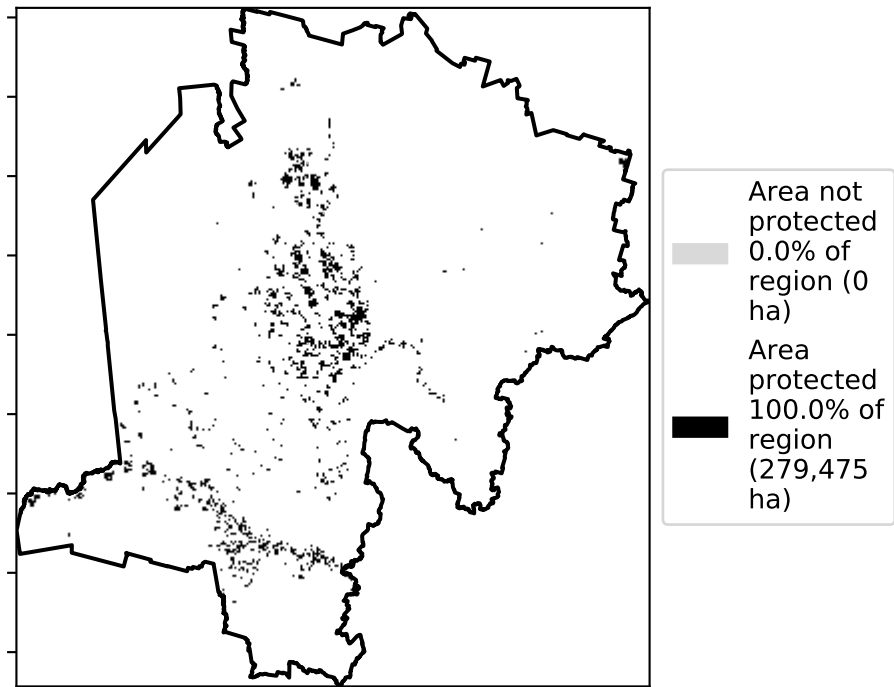 Area not
protected
0.0% of
region (0
ha)
Area
protected
100.0% of
region
(279,475
ha)